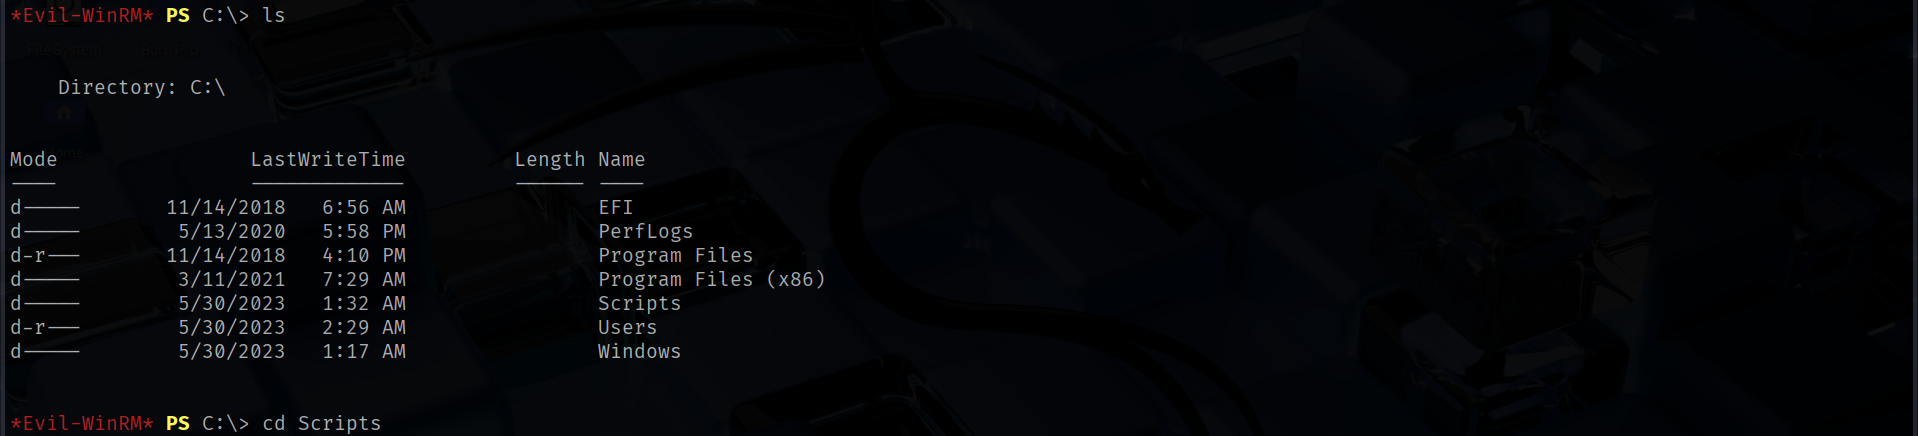 *Evil-WinRM* PS C:\> ls
Directory: C:\
Mode                LastWriteTime         Length Name
----                -------------         ------ ----
d-----       11/14/2018   6:56 AM                EFI
d-----        5/13/2020   5:58 PM                PerfLogs
d-r---       11/14/2018   4:10 PM                Program Files
d-----        3/11/2021   7:29 AM                Program Files (x86)
d-----        5/30/2023   1:32 AM                Scripts
d-r---        5/30/2023   2:29 AM                Users
d-----        5/30/2023   1:17 AM                Windows
*Evil-WinRM* PS C:\> cd Scripts